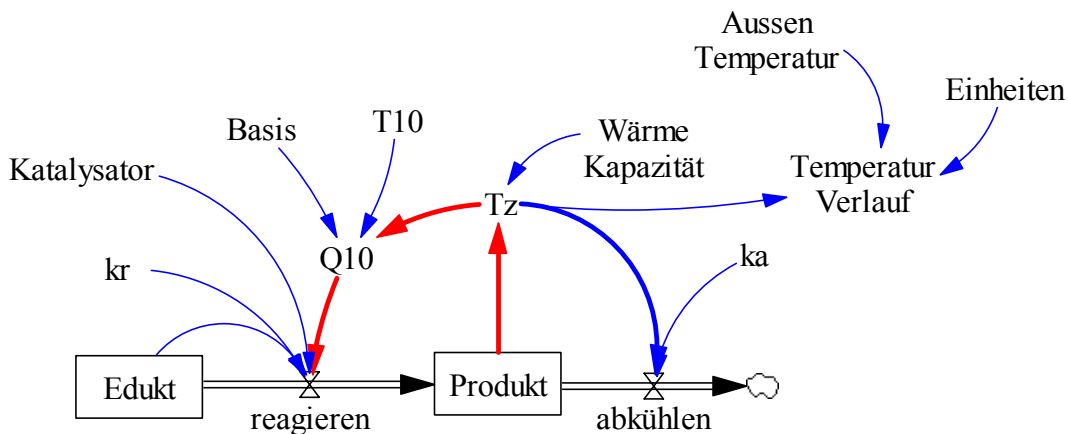 Aussen
Temperatur
Einheiten
Basis
T10
Wärme
Kapazität
Katalysator
Temperatur
Verlauf
Tz
Q10
kr
ka
Edukt
Produkt
reagieren
abkühlen